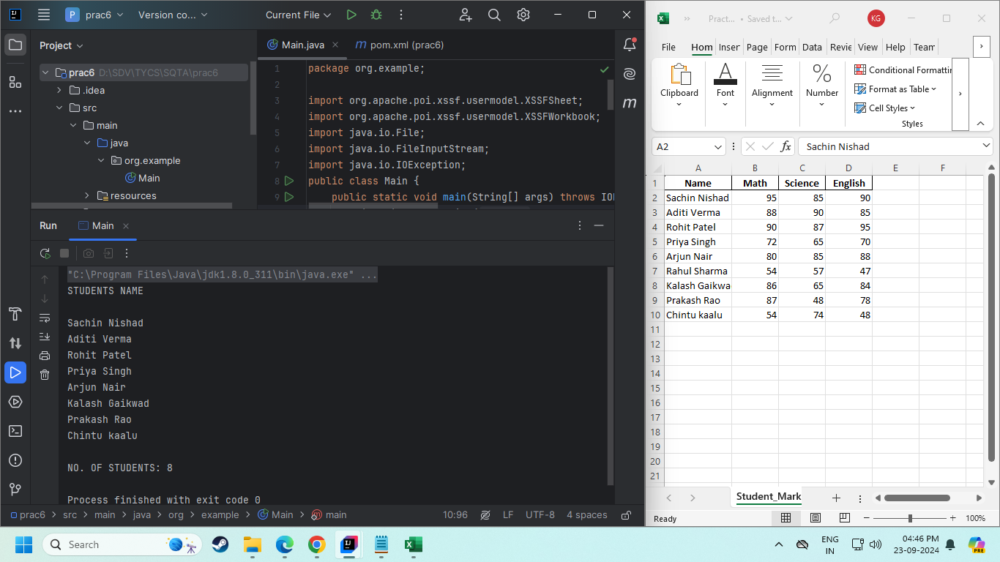 P prac6 Version co... Current File
Project
prac6 D:\SDV\TYCS\SQTA\prac6
.idea
src
main
java
org.example
Main
resources
Main.java
m pom.xml (prac6)
1 package org.example;
2
3 import org.apache.poi.xssf.usermodel.XSSFSheet;
4 import org.apache.poi.xssf.usermodel.XSSFWorkbook;
5 import java.io.File;
6 import java.io.FileInputStream;
7 import java.io.IOException;
8 public class Main {
9 public static void main(String[] args) throws IOE
m
Run Main
"C:\Program Files\Java\jdk1.8.0_311\bin\java.exe" ...
STUDENTS NAME
Sachin Nishad
Aditi Verma
Rohit Patel
Priya Singh
Arjun Nair
Kalash Gaikwad
Prakash Rao
Chintu kaalu
NO. OF STUDENTS: 8
Process finished with exit code 0
prac6 > src > main > java > org > example > Main > main 10:96 LF UTF-8 4 spaces
Pract... • Saved t... KG
File Hom Inser Page Form Data Revie View Help Team
Clipboard
Font
Alignment
Number
Conditional Formattin
Format as Table
Cell Styles
Styles
A2 fx Sachin Nishad
A B C D E F
1 Name Math Science English
2 Sachin Nishad 95 85 90
3 Aditi Verma 88 90 85
4 Rohit Patel 90 87 95
5 Priya Singh 72 65 70
6 Arjun Nair 80 85 88
7 Rahul Sharma 54 57 47
8 Kalash Gaikwa 86 65 84
9 Prakash Rao 87 48 78
10 Chintu kaalu 54 74 48
11
12
13
14
15
16
17
18
19
20
21
Student_Mark
Ready 100%
Search
ENG
IN
04:46 PM
23-09-2024
PRE